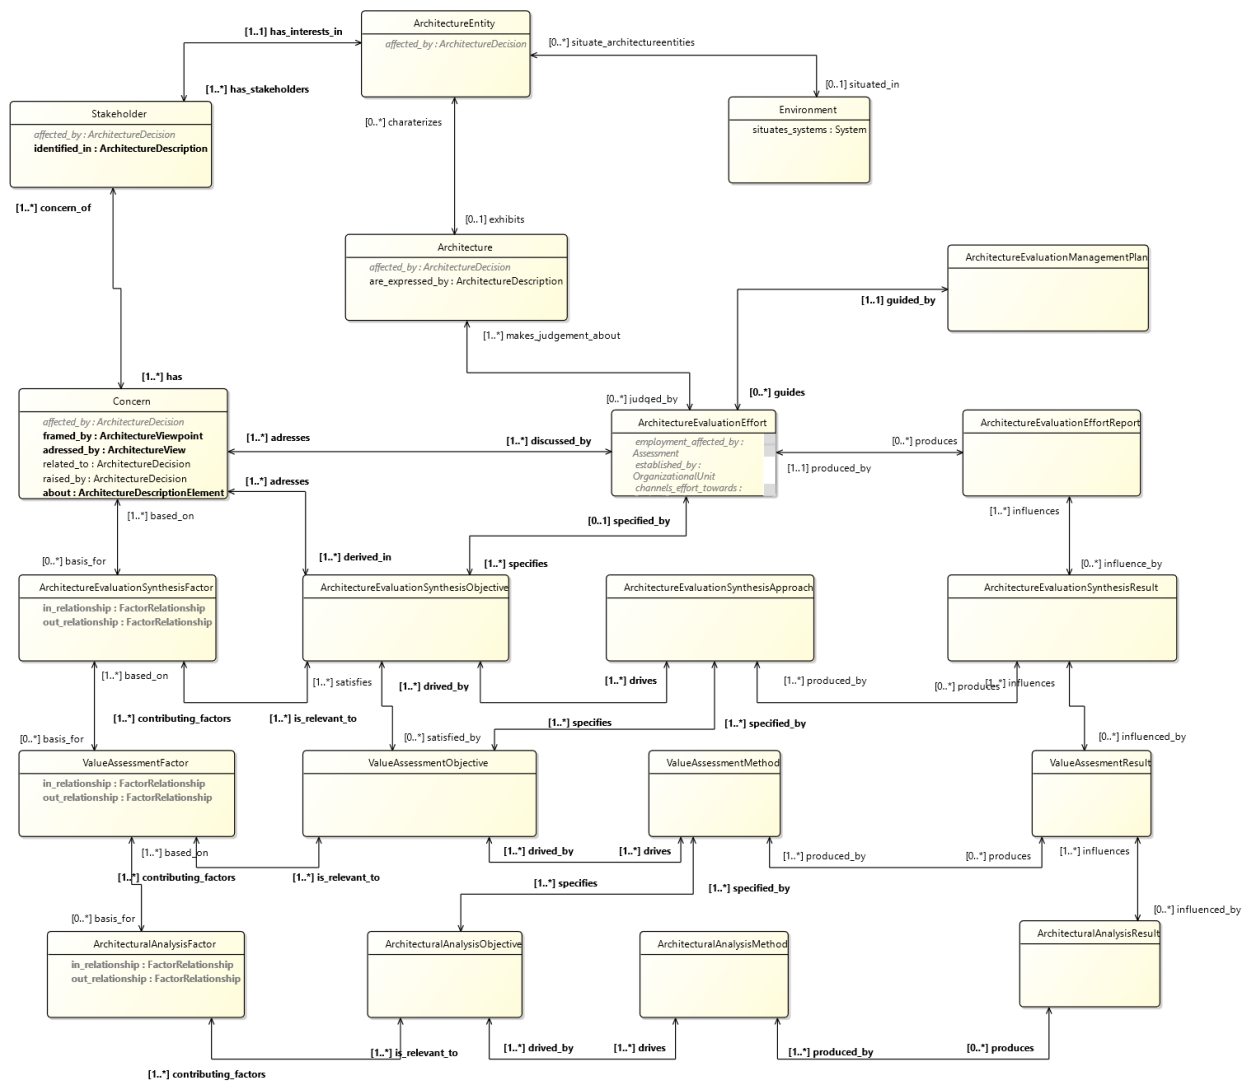 ArchitectureEntity
affected_by : ArchitectureDecision
[1..1] has_interests_in
[0..*] situate_architectureentities
[1..*] has_stakeholders
[0..1] situated_in
Stakeholder
affected_by : ArchitectureDecision
identified_in : ArchitectureDescription
[0..*] charaterizes
Environment
situates_systems : System
[1..*] concern_of
[0..1] exhibits
Architecture
affected_by : ArchitectureDecision
are_expressed_by : ArchitectureDescription
ArchitectureEvaluationManagementPlan
[1..1] guided_by
[1..*] makes_judgement_about
[1..*] has
[0..*] guides
[0..*] judged_by
Concern
affected_by : ArchitectureDecision
framed_by : ArchitectureViewpoint
adressed_by : ArchitectureView
related_to : ArchitectureDecision
raised_by : ArchitectureDecision
about : ArchitectureDescriptionElement
[1..*] adresses
[1..*] discussed_by
ArchitectureEvaluationEffort
employment_affected_by :
Assessment
established_by :
OrganizationalUnit
channels_effort_towards :
[0..*] produces
[1..1] produced_by
ArchitectureEvaluationEffortReport
[1..*] adresses
[1..*] based_on
[0..1] specified_by
[1..*] influences
[0..*] basis_for
[1..*] derived_in
[1..*] specifies
[0..*] influence_by
ArchitectureEvaluationSynthesisFactor
in_relationship : FactorRelationship
out_relationship : FactorRelationship
ArchitectureEvaluationSynthesisObjective
ArchitectureEvaluationSynthesisApproach
ArchitectureEvaluationSynthesisResult
[1..*] based_on
[1..*] satisfies
[1..*] drived_by
[1..*] drives
[1..*] produced_by
[0..*] produces
[1..*] influences
[1..*] contributing_factors
[1..*] is_relevant_to
[1..*] specifies
[1..*] specified_by
[0..*] basis_for
[0..*] satisfied_by
[0..*] influenced_by
ValueAssessmentFactor
in_relationship : FactorRelationship
out_relationship : FactorRelationship
ValueAssessmentObjective
ValueAssessmentMethod
ValueAssesmentResult
[1..*] based_on
[1..*] drived_by
[1..*] drives
[1..*] produced_by
[0..*] produces
[1..*] influences
[1..*] contributing_factors
[1..*] is_relevant_to
[1..*] specifies
[1..*] specified_by
[0..*] basis_for
[0..*] influenced_by
ArchitecturalAnalysisFactor
in_relationship : FactorRelationship
out_relationship : FactorRelationship
ArchitecturalAnalysisObjective
ArchitecturalAnalysisMethod
ArchitecturalAnalysisResult
[1..*] is_relevant_to
[1..*] drived_by
[1..*] drives
[1..*] produced_by
[0..*] produces
[1..*] contributing_factors